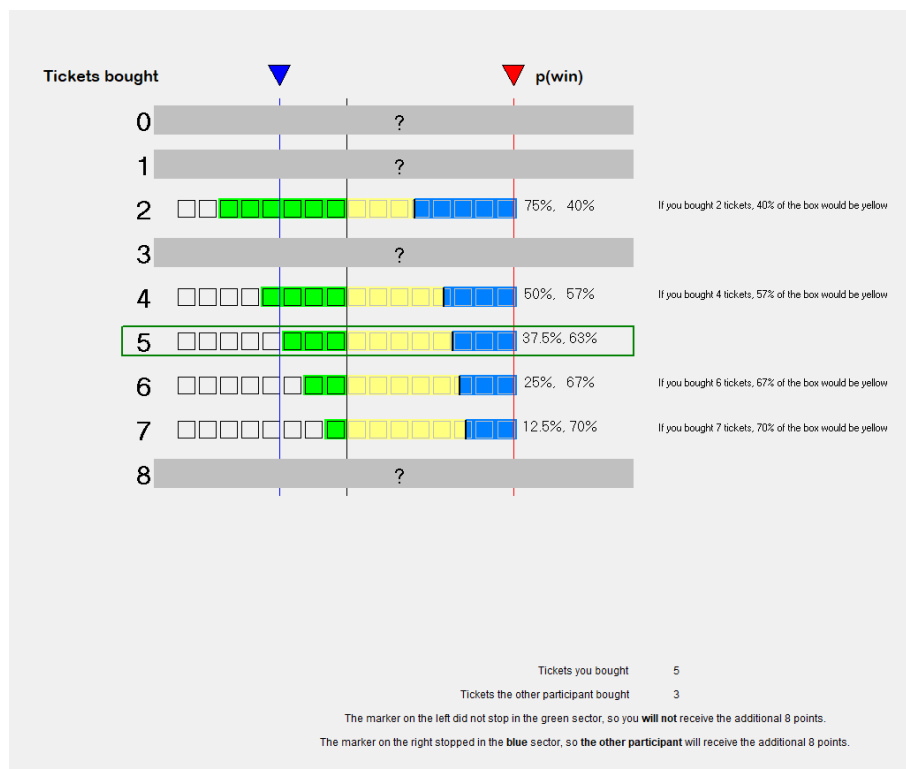 Tickets bought p(win)
0 ?
1 ?
2 75%, 40% If you bought 2 tickets, 40% of the box would be yellow
3 ?
4 50%, 57% If you bought 4 tickets, 57% of the box would be yellow
5 37.5%, 63%
6 25%, 67% If you bought 6 tickets, 67% of the box would be yellow
7 12.5%, 70% If you bought 7 tickets, 70% of the box would be yellow
8 ?
Tickets you bought 5
Tickets the other participant bought 3
The marker on the left did not stop in the green sector, so you will not receive the additional 8 points.
The marker on the right stopped in the blue sector, so the other participant will receive the additional 8 points.